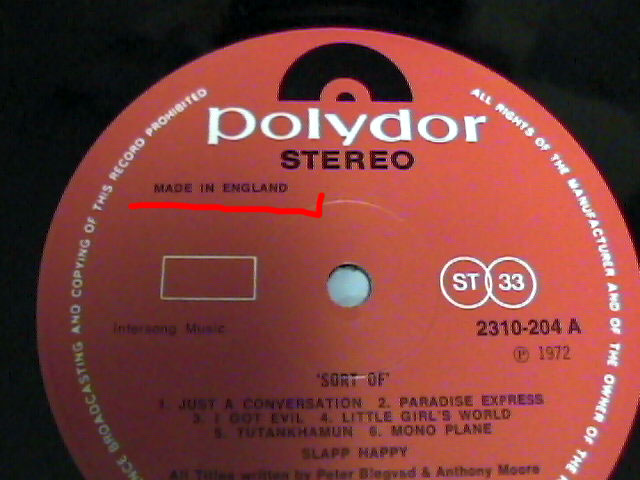 NCE BROADCASTING AND COPYING OF THIS RECORD PROHIBITED
ALL RIGHTS OF THE MANUFACTURER AND OF THE OWNER OF THE
polydor
STEREO
MADE IN ENGLAND
ST 33
2310-204 A
Intersong Music
℗ 1972
'SORT OF'
1. JUST A CONVERSATION 2. PARADISE EXPRESS
3. I GOT EVIL 4. LITTLE GIRL'S WORLD
5. TUTANKHAMUN 6. MONO PLANE
SLAPP HAPPY
All Titles written by Peter Blegvad & Anthony Moore